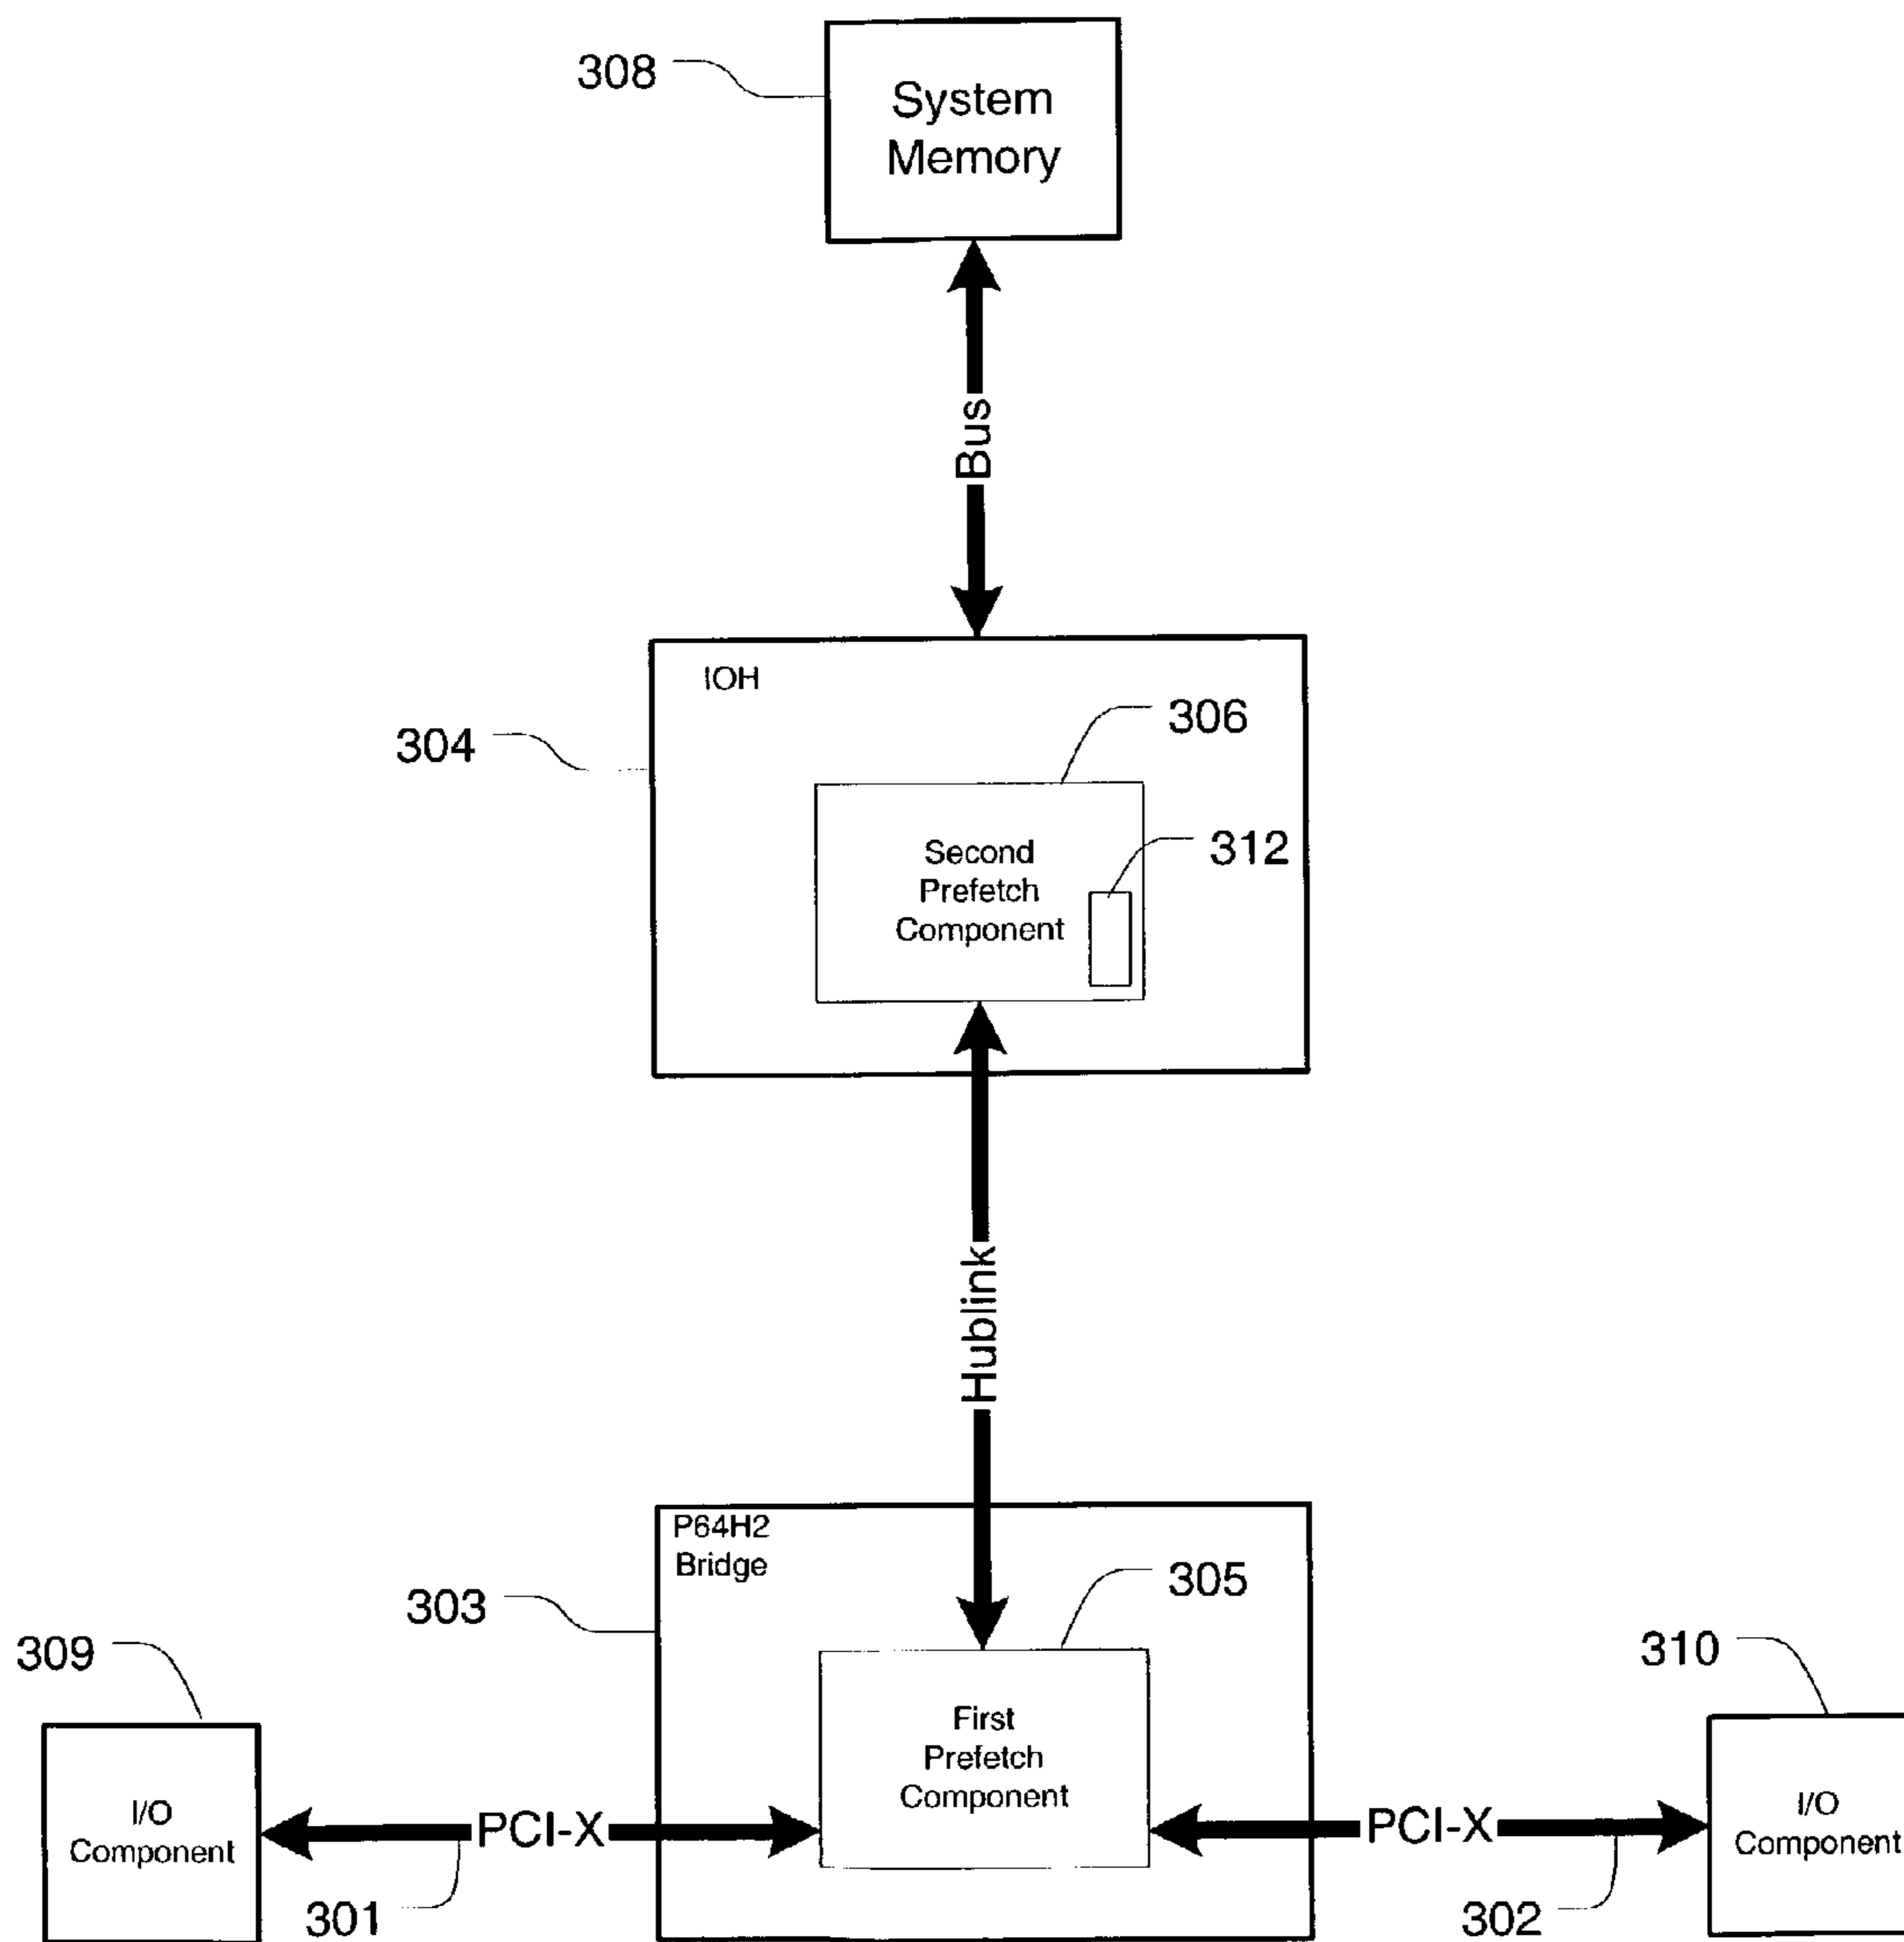 308
System
Memory
Bus
IOH
306
304
312
Second
Prefetch
Component
Hublink
P64H2
Bridge
305
303
309
310
First
Prefetch
Component
I/O
Component
PCI-X
PCI-X
I/O
Component
301
302